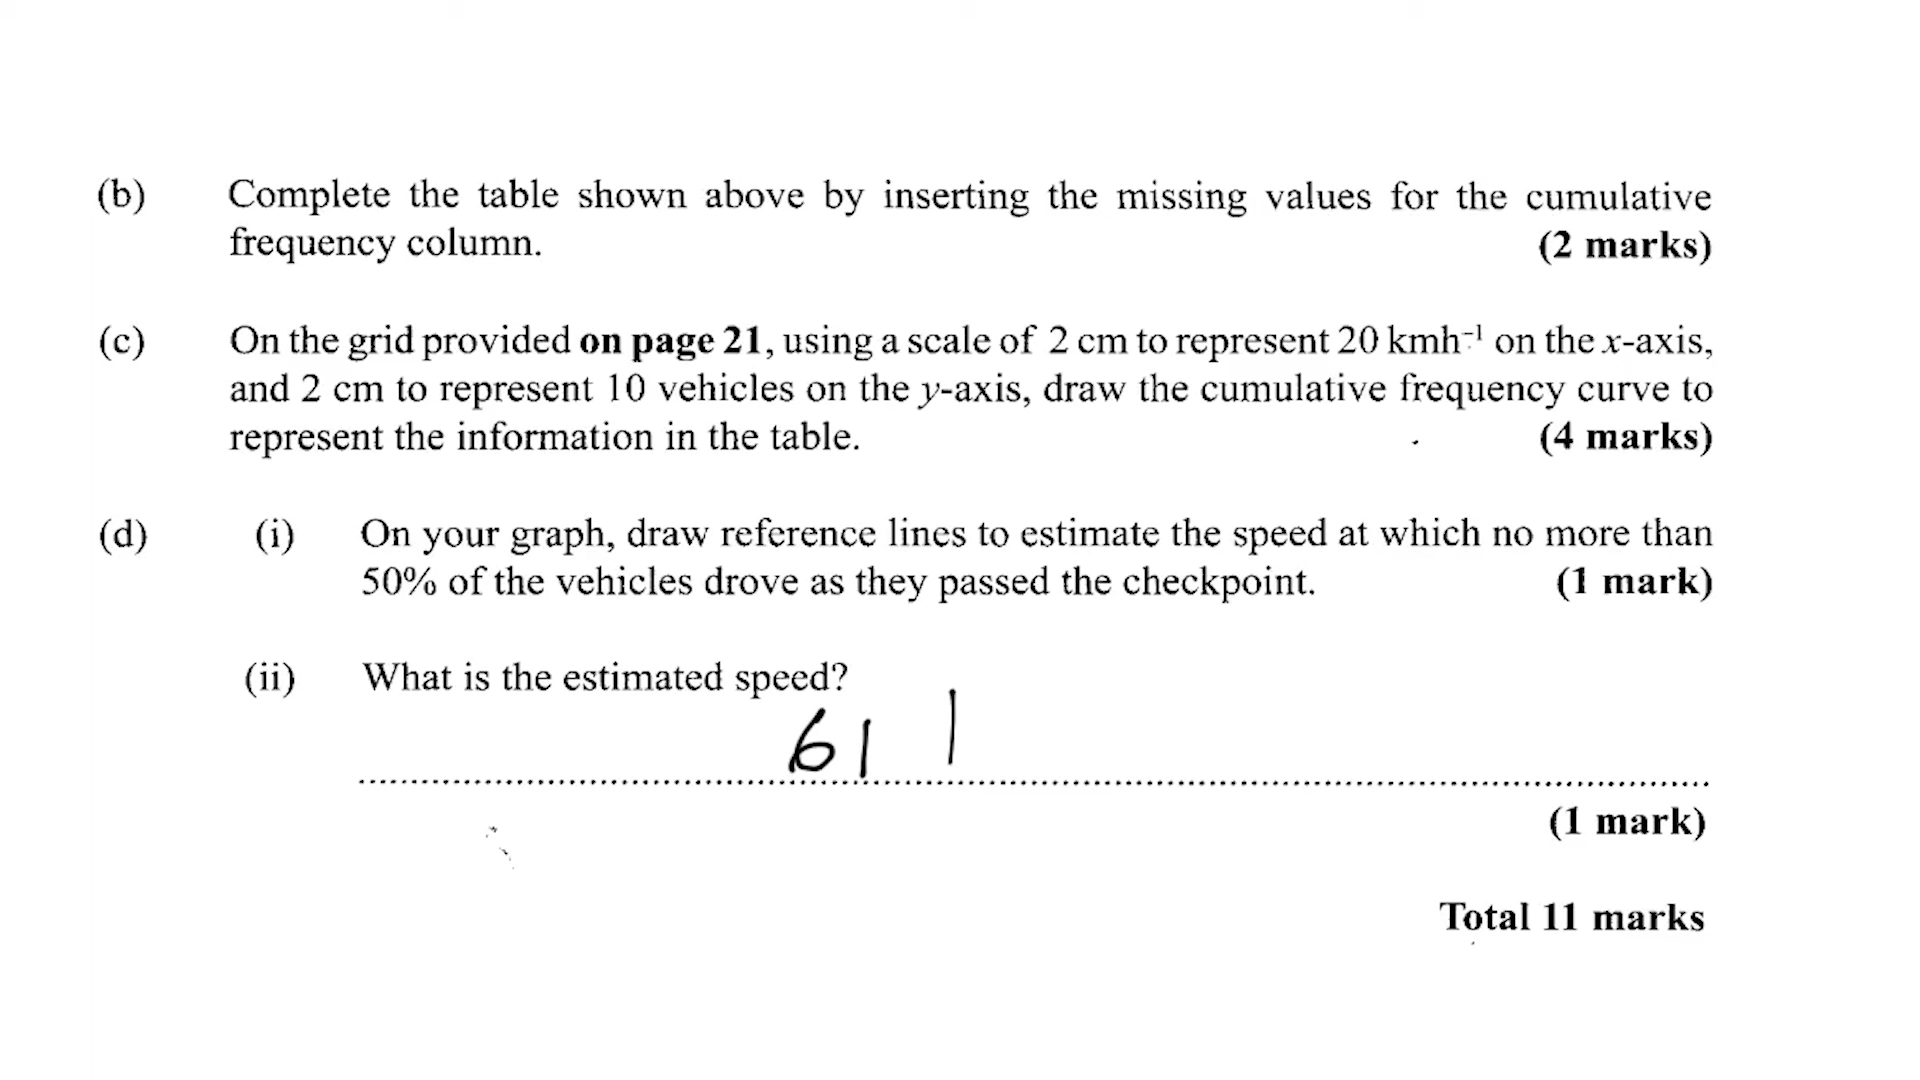 (b) Complete the table shown above by inserting the missing values for the cumulative
frequency column. (2 marks)
(c) On the grid provided on page 21, using a scale of 2 cm to represent 20 kmh⁻¹ on the x-axis,
and 2 cm to represent 10 vehicles on the y-axis, draw the cumulative frequency curve to
represent the information in the table. (4 marks)
(d) (i) On your graph, draw reference lines to estimate the speed at which no more than
50% of the vehicles drove as they passed the checkpoint. (1 mark)
(ii) What is the estimated speed?
61 |
(1 mark)
Total 11 marks